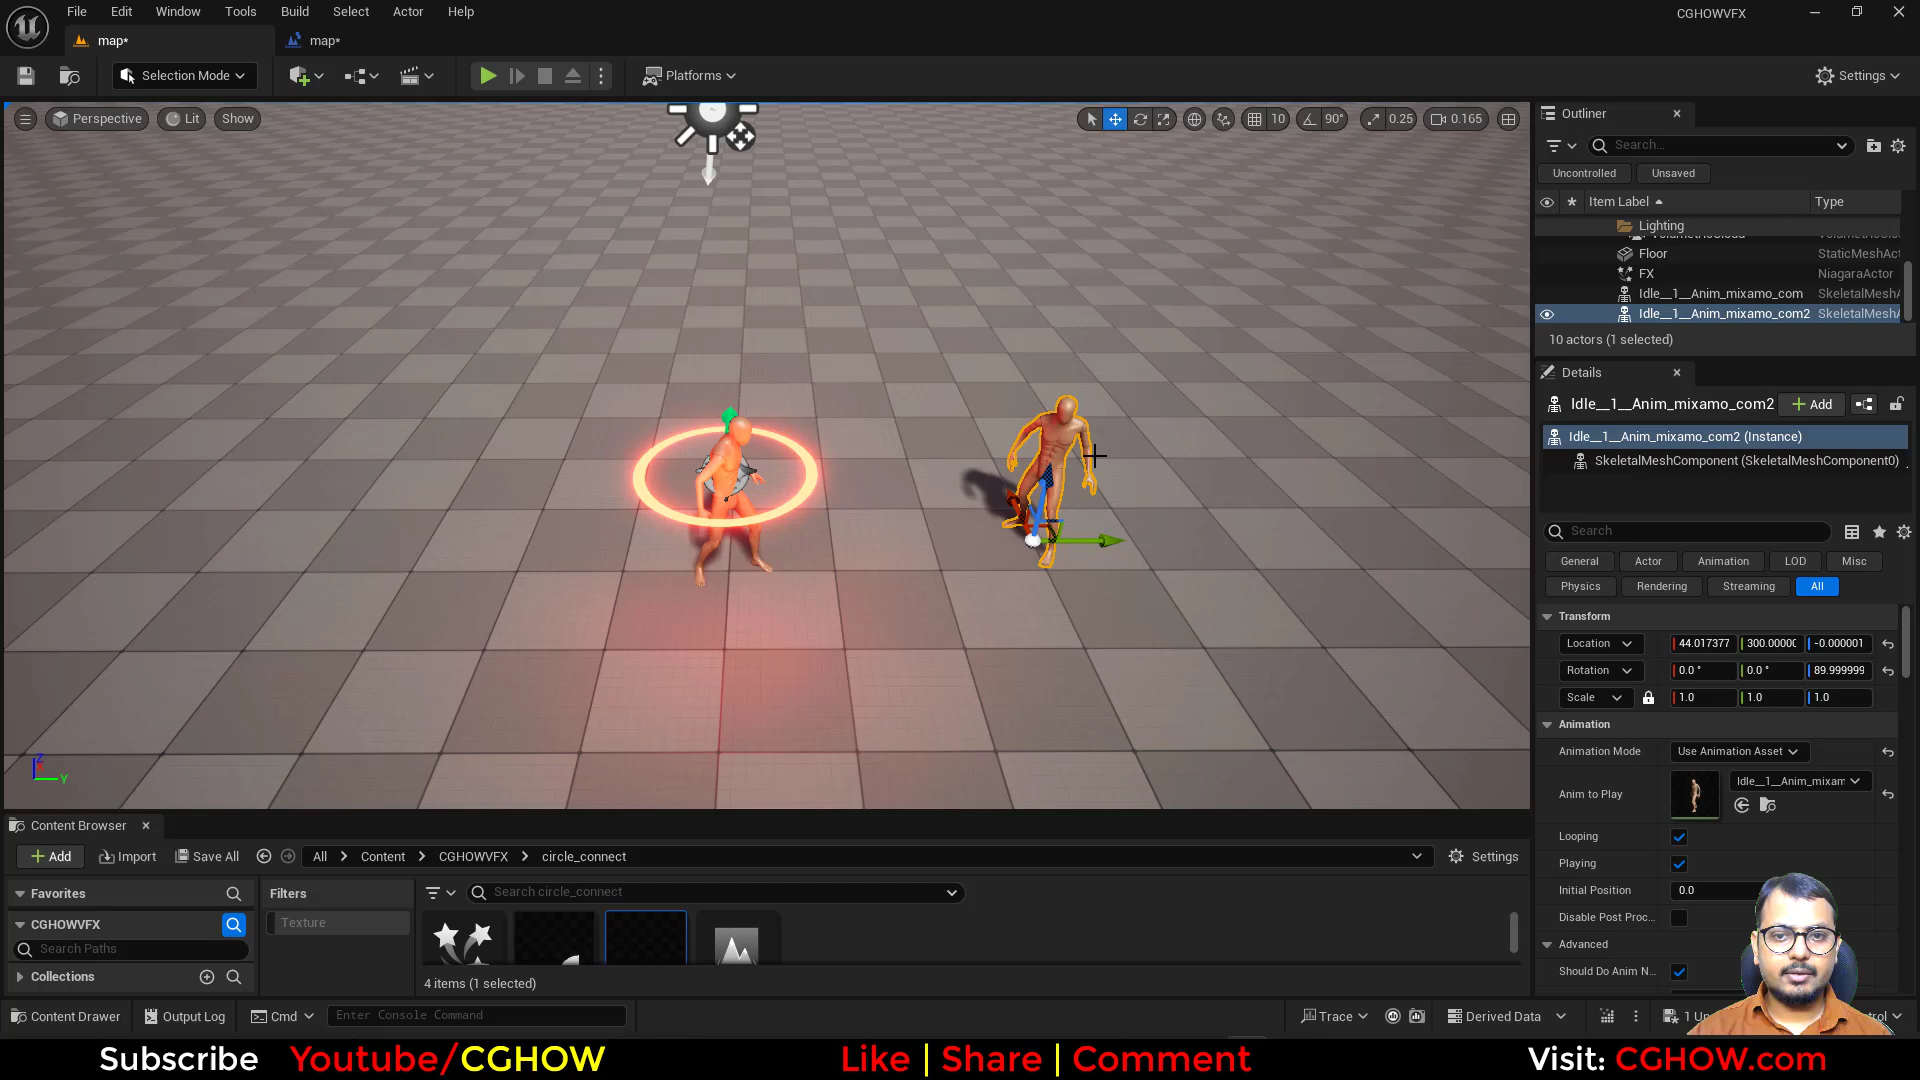 File Edit Window Tools Build Select Actor Help
CGHOWVFX
map*
map*
Selection Mode
Platforms
Settings
Perspective
Lit
Show
10
90°
0.25
0.165
Outliner
Search...
Uncontrolled
Unsaved
Item Label
Type
Lighting
Floor StaticMeshAct
FX NiagaraActor
Idle__1__Anim_mixamo_com SkeletalMeshA
Idle__1__Anim_mixamo_com2 SkeletalMeshA
10 actors (1 selected)
Details
Idle__1__Anim_mixamo_com2
Add
Idle__1__Anim_mixamo_com2 (Instance)
SkeletalMeshComponent (SkeletalMeshComponent0)
Search
General Actor Animation LOD Misc
Physics Rendering Streaming All
Transform
Location 44.017377 300.0000 -0.000001
Rotation 0.0 ° 0.0 ° 89.999999
Scale 1.0 1.0 1.0
Animation
Animation Mode Use Animation Asset
Anim to Play Idle__1__Anim_mixam
Looping
Playing
Initial Position 0.0
Disable Post Proc...
Advanced
Should Do Anim N...
Z
Y
Content Browser
Add
Import
Save All
All Content CGHOWVFX circle_connect
Settings
Favorites
Filters
Search circle_connect
CGHOWVFX
Texture
Search Paths
Collections
4 items (1 selected)
Content Drawer
Output Log
Cmd
Enter Console Command
Trace
Derived Data
Subscribe Youtube/CGHOW Like | Share | Comment Visit: CGHOW.com